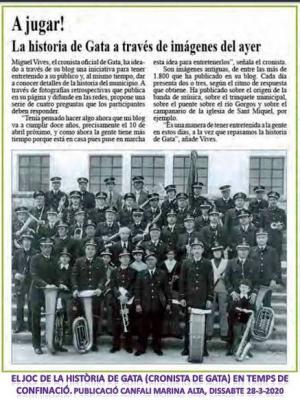 A jugar!
La historia de Gata a través de imágenes del ayer
Miguel Vives, el cronista oficial de Gata, ha idea-
do a través de su blog una iniciativa para tener
entretenido a su público y, al mismo tiempo, dar
a conocer detalles de la historia del municipio. A
través de fotografías retrospectivas que publica
en su página y difunde en las redes, propone una
serie de cuatro preguntas que los participantes
deben responder.
"Tenía pensado hacer algo ahora que mi blog
va a cumplir doce años, precisamente el 10 de
abril próximo, y como ahora la gente tiene más
tiempo porque está en casa pues puse en marcha
esta idea para entretenerlos", señala el cronista.
Son imágenes antiguas, de entre las más de
1.800 que ha publicado en su blog. Cada día
presenta dos o tres, según el ritmo de respuesta
que obtiene. Ha publicado sobre el origen de la
banda de música, sobre el trinquete municipal,
sobre el puente sobre el río Gorgos y sobre el
campanario de la iglesia de Sant Miquel, por
ejemplo.
"Es una manera de tener entretenida a la gente
en estos días, a la vez que repasamos la historia
de Gata", añade Vives.
EL JOC DE LA HISTÒRIA DE GATA (CRONISTA DE GATA) EN TEMPS DE
CONFINACIÓ. PUBLICACIÓ CANFALI MARINA ALTA, DISSABTE 28-3-2020